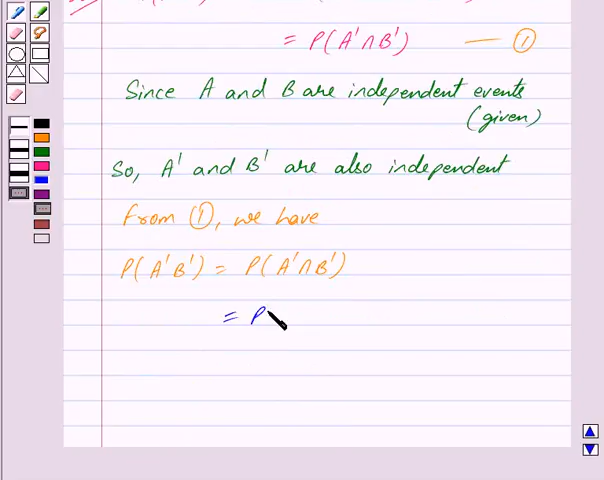 = P(A'∩B') —— ①
Since A and B are independent events
(given)
So, A' and B' are also independent
From ①, we have
P(A'B') = P(A'∩B')
= P